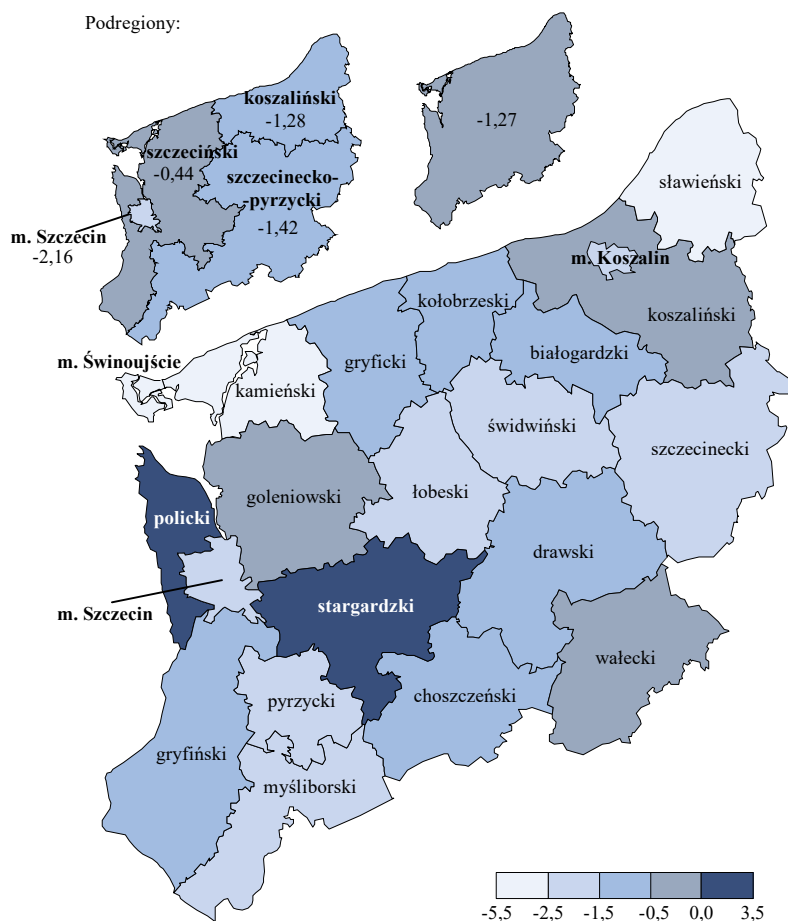 Podregiony:
koszaliński
-1,28
-1,27
szczeciński
-0,44
szczecinecko-
-pyrzycki
-1,42
m. Szczecin
-2,16
sławieński
m. Koszalin
koszaliński
kołobrzeski
białogardzki
gryficki
m. Świnoujście
kamieński
świdwiński
szczecinecki
goleniowski
łobeski
policki
drawski
m. Szczecin
stargardzki
wałecki
pyrzycki
choszczeński
gryfiński
myśliborski
-5,5 -2,5 -1,5 -0,5 0,0 3,5